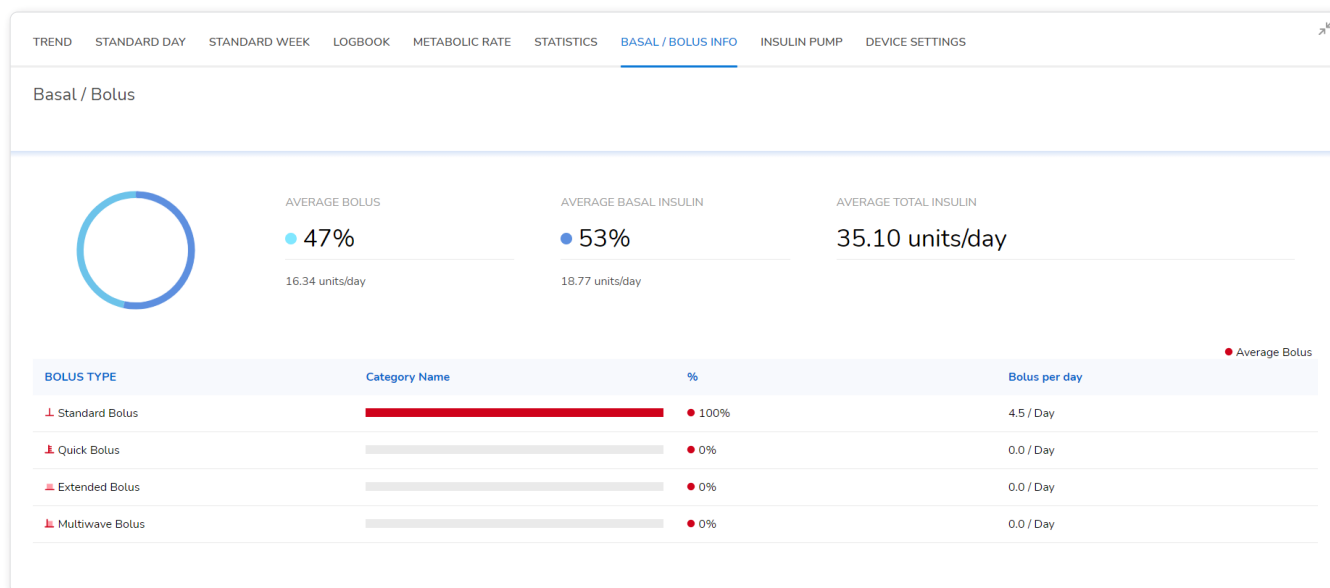 TREND STANDARD DAY STANDARD WEEK LOGBOOK METABOLIC RATE STATISTICS BASAL / BOLUS INFO INSULIN PUMP DEVICE SETTINGS
Basal / Bolus
AVERAGE BOLUS AVERAGE BASAL INSULIN AVERAGE TOTAL INSULIN
47% 53% 35.10 units/day
16.34 units/day 18.77 units/day
Average Bolus
BOLUS TYPE Category Name % Bolus per day
Standard Bolus 100% 4.5 / Day
Quick Bolus 0% 0.0 / Day
Extended Bolus 0% 0.0 / Day
Multiwave Bolus 0% 0.0 / Day